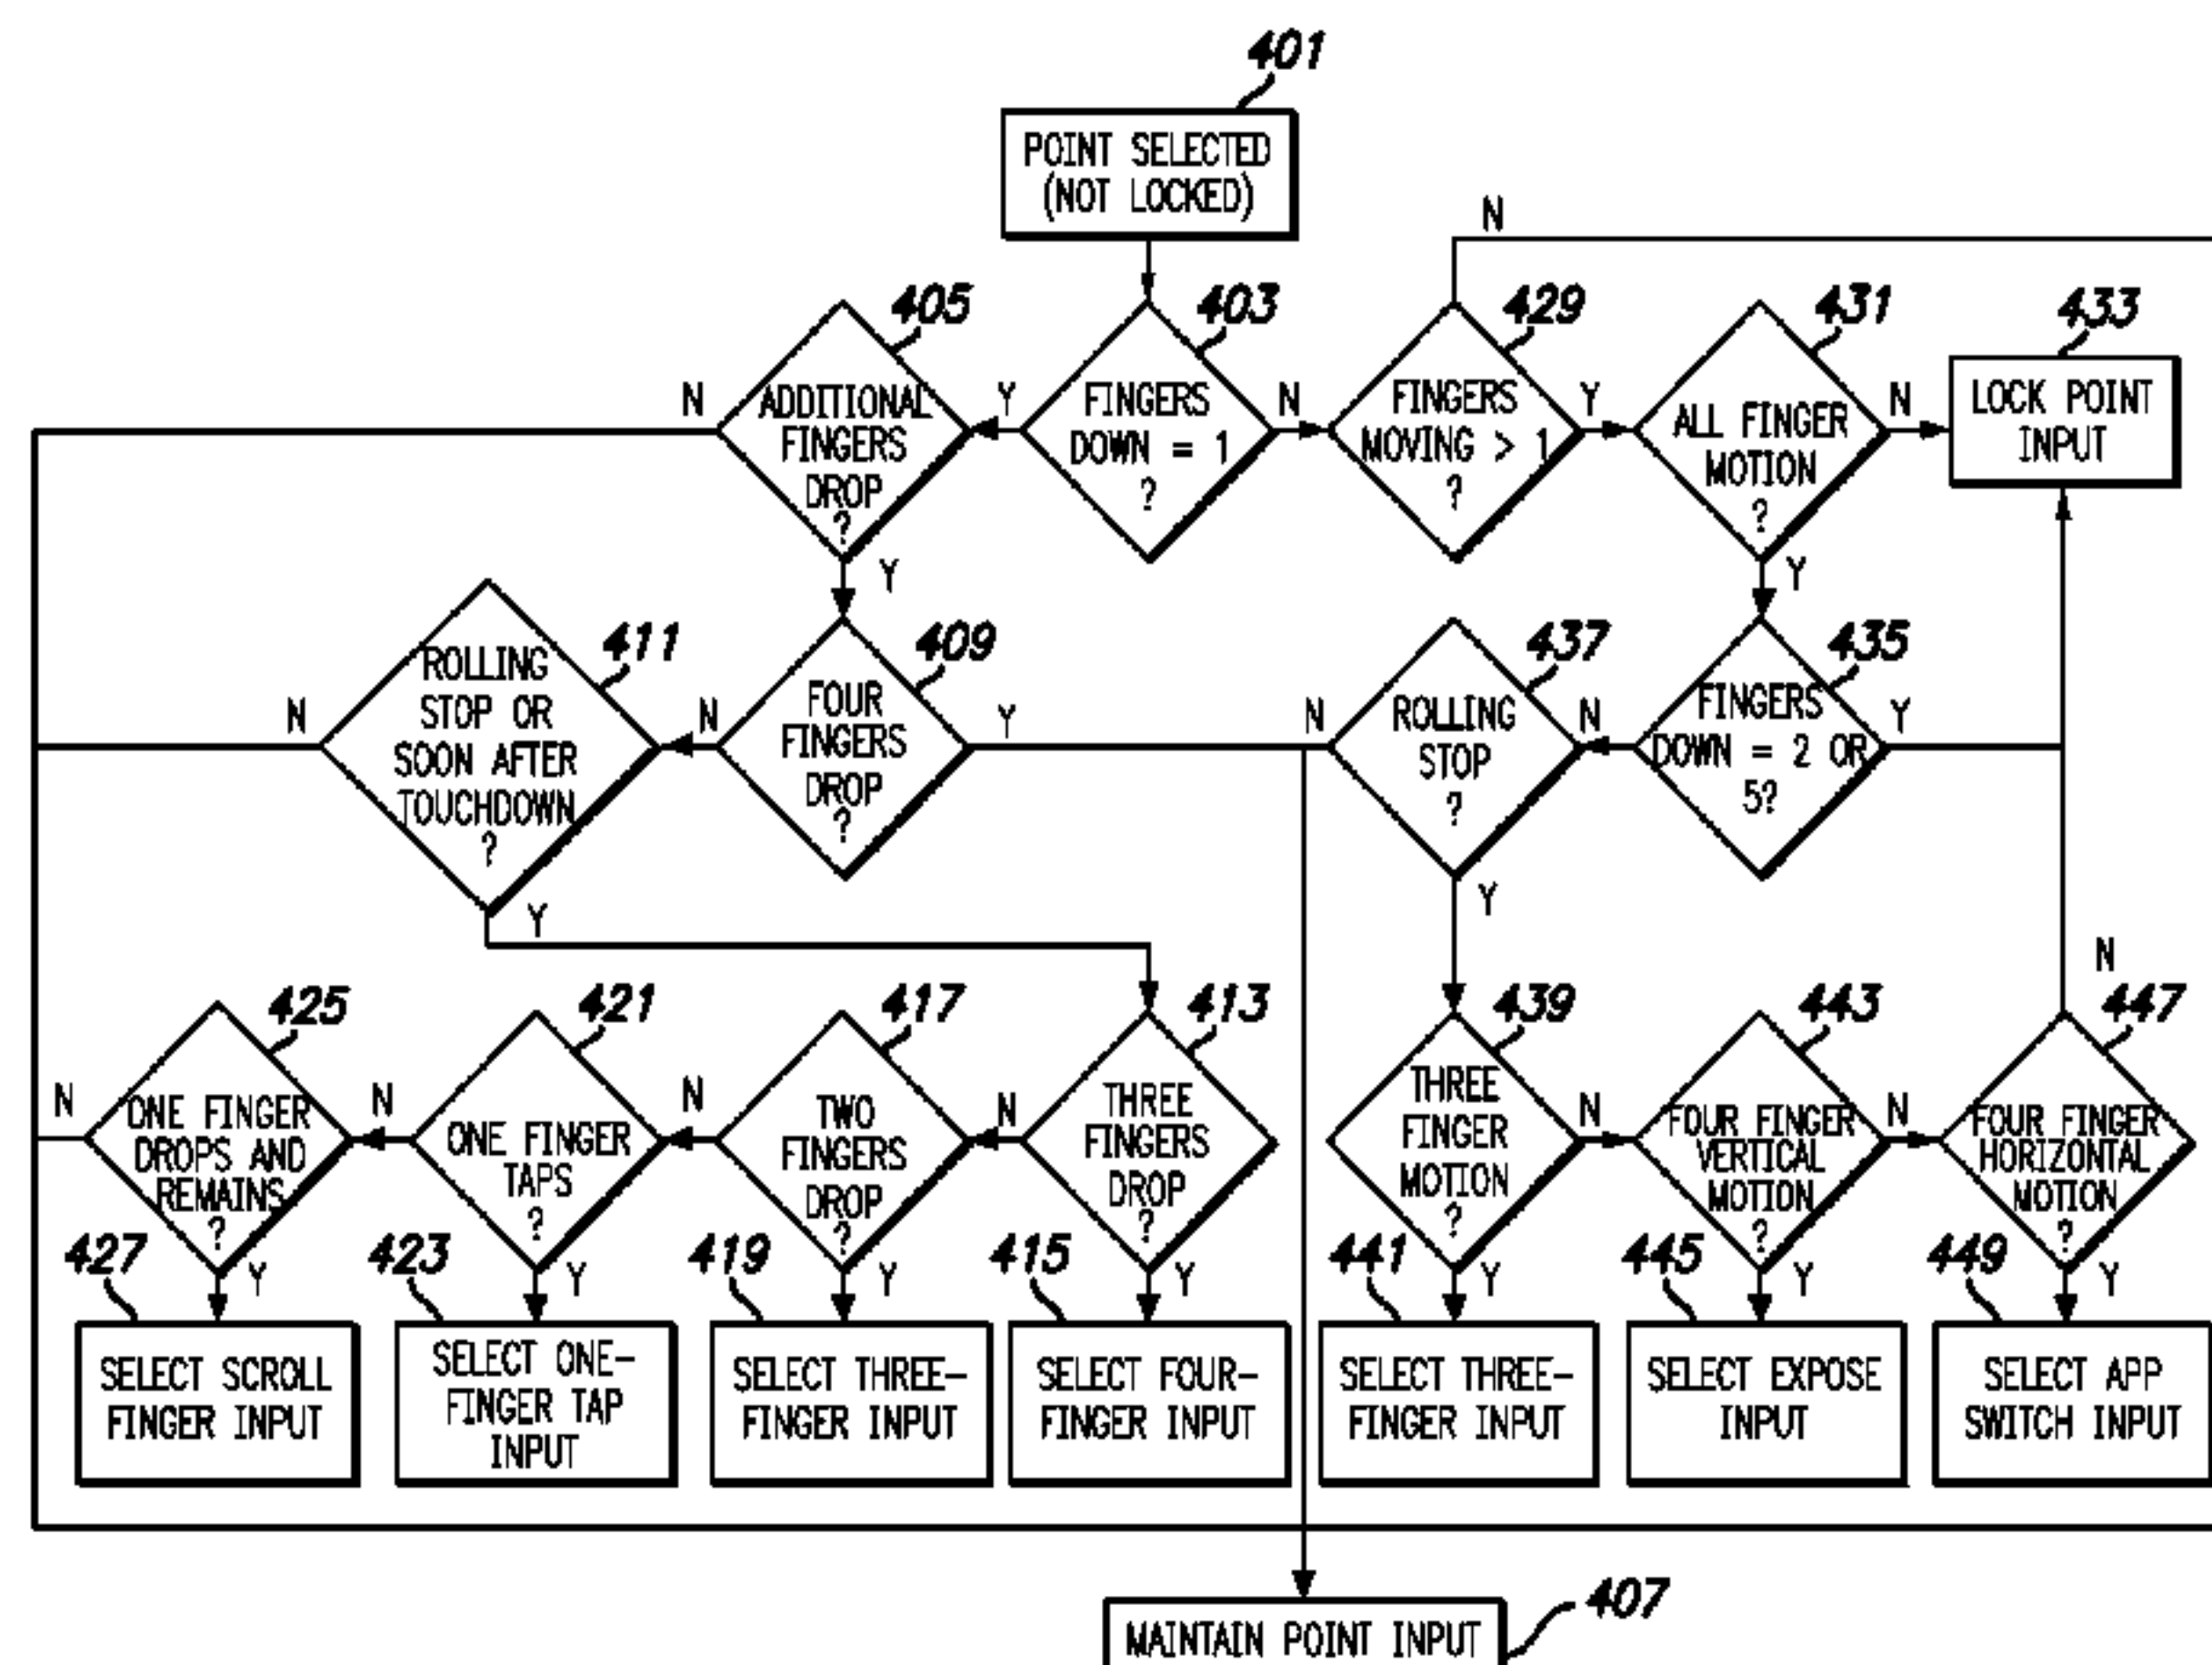 401
POINT SELECTED
(NOT LOCKED)
N
405
403
429
431
433
N
ADDITIONAL
FINGERS
DROP
?
Y
FINGERS
DOWN = 1
?
N
FINGERS
MOVING > 1
?
Y
ALL FINGER
MOTION
?
N
LOCK POINT
INPUT
Y
Y
411
409
437
435
N
ROLLING
STOP OR
SOON AFTER
TOUCHDOWN
?
N
FOUR
FINGERS
DROP
?
Y
N
ROLLING
STOP
?
N
FINGERS
DOWN = 2 OR
5?
Y
Y
Y
N
425
421
417
413
439
443
447
N
ONE FINGER
DROPS AND
REMAINS
?
N
ONE FINGER
TAPS
?
N
TWO
FINGERS
DROP
?
N
THREE
FINGERS
DROP
?
THREE
FINGER
MOTION
?
N
FOUR FINGER
VERTICAL
MOTION
?
N
FOUR FINGER
HORIZONTAL
MOTION
?
427
Y
423
Y
419
Y
415
Y
441
Y
445
Y
449
Y
SELECT SCROLL
FINGER INPUT
SELECT ONE-
FINGER TAP
INPUT
SELECT THREE-
FINGER INPUT
SELECT FOUR-
FINGER INPUT
SELECT THREE-
FINGER INPUT
SELECT EXPOSE
INPUT
SELECT APP
SWITCH INPUT
407
MAINTAIN POINT INPUT